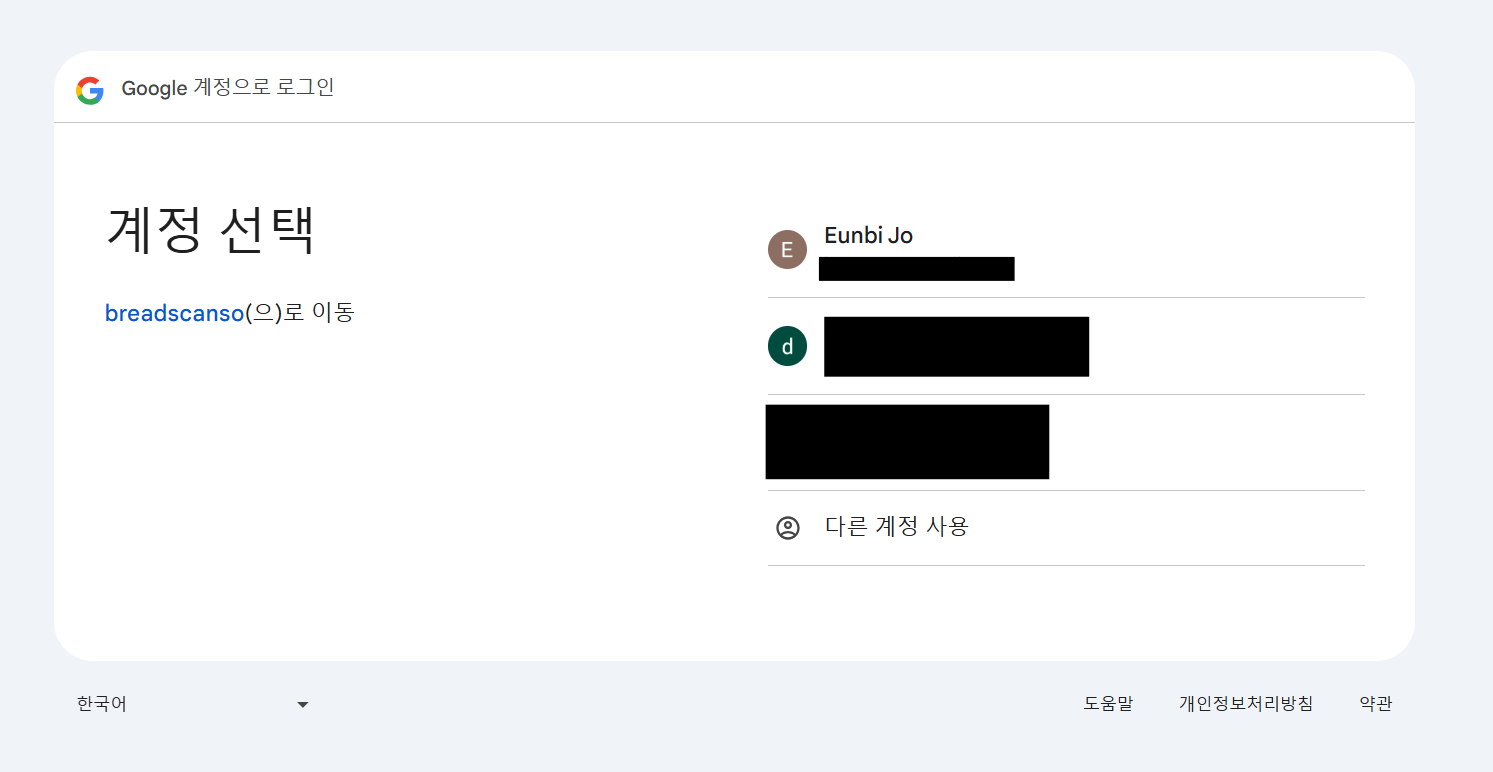 Google 계정으로 로그인
계정 선택
breadscanso(으)로 이동
E
Eunbi Jo
d
다른 계정 사용
한국어
도움말
개인정보처리방침
약관